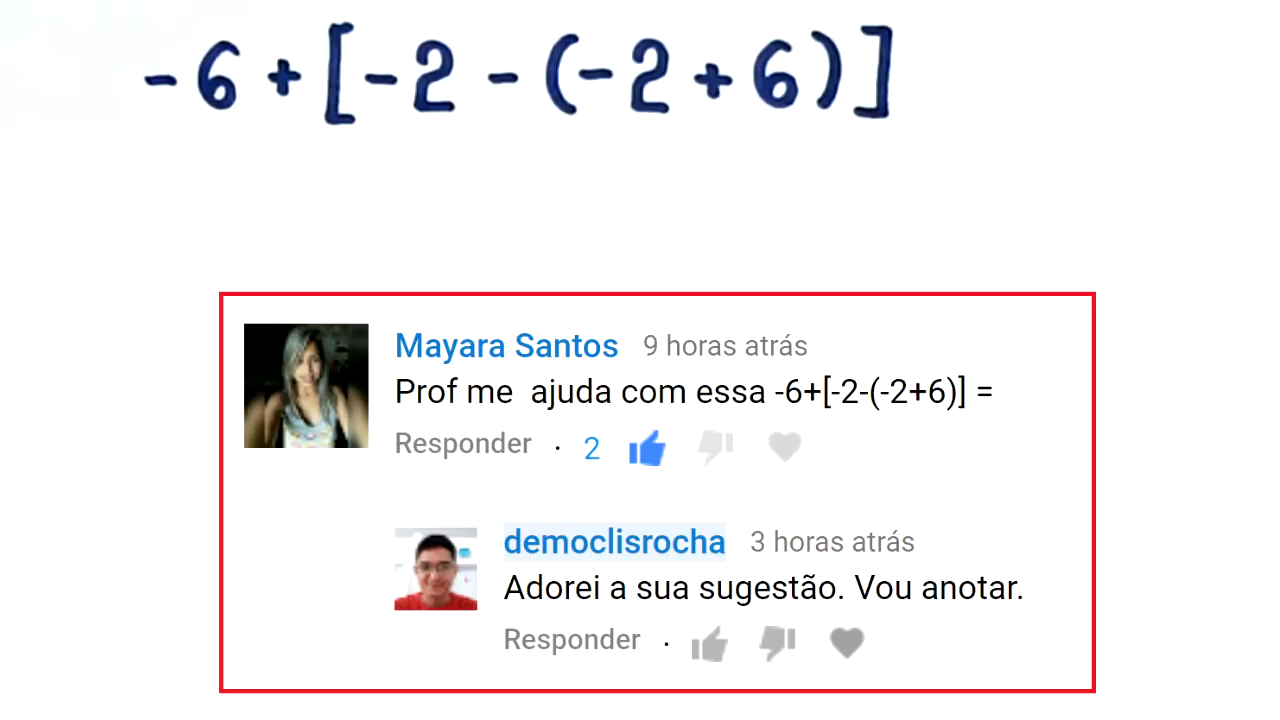 -6+[-2-(-2+6)]
Mayara Santos 9 horas atrás
Prof me  ajuda com essa -6+[-2-(-2+6)] =
Responder · 2
democlisrocha 3 horas atrás
Adorei a sua sugestão. Vou anotar.
Responder ·